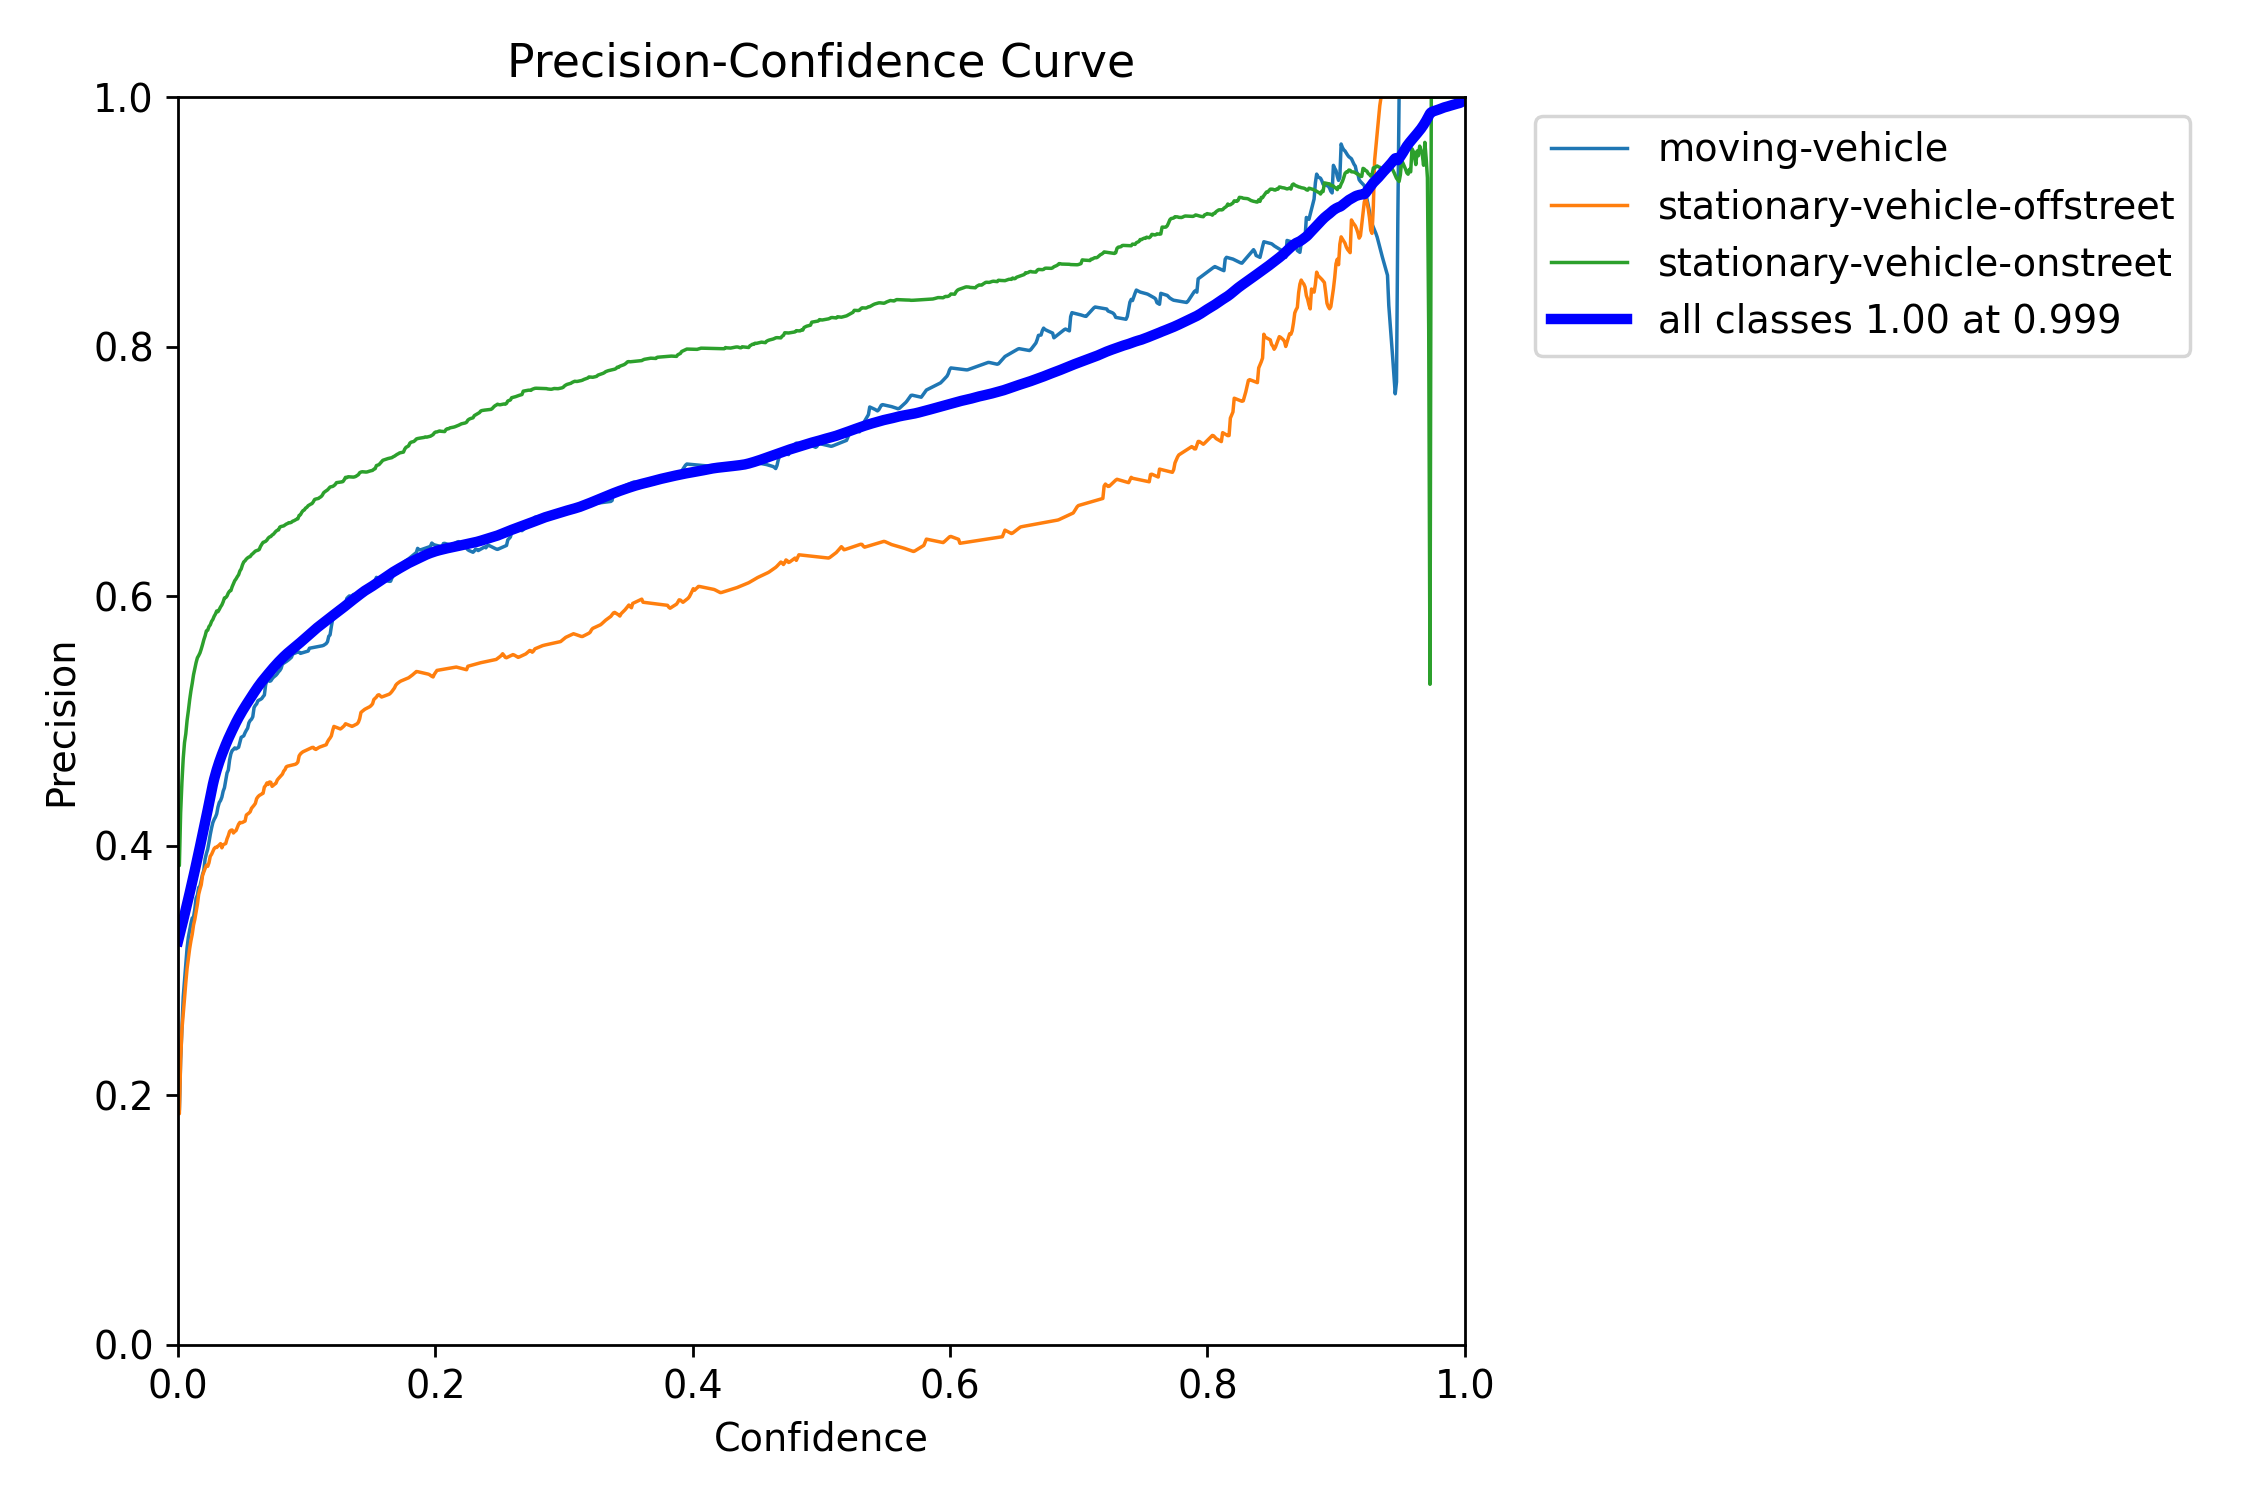 Precision-Confidence Curve
1.0
0.8
0.6
0.4
0.2
0.0
Precision
0.0 0.2 0.4 0.6 0.8 1.0
Confidence
moving-vehicle
stationary-vehicle-offstreet
stationary-vehicle-onstreet
all classes 1.00 at 0.999